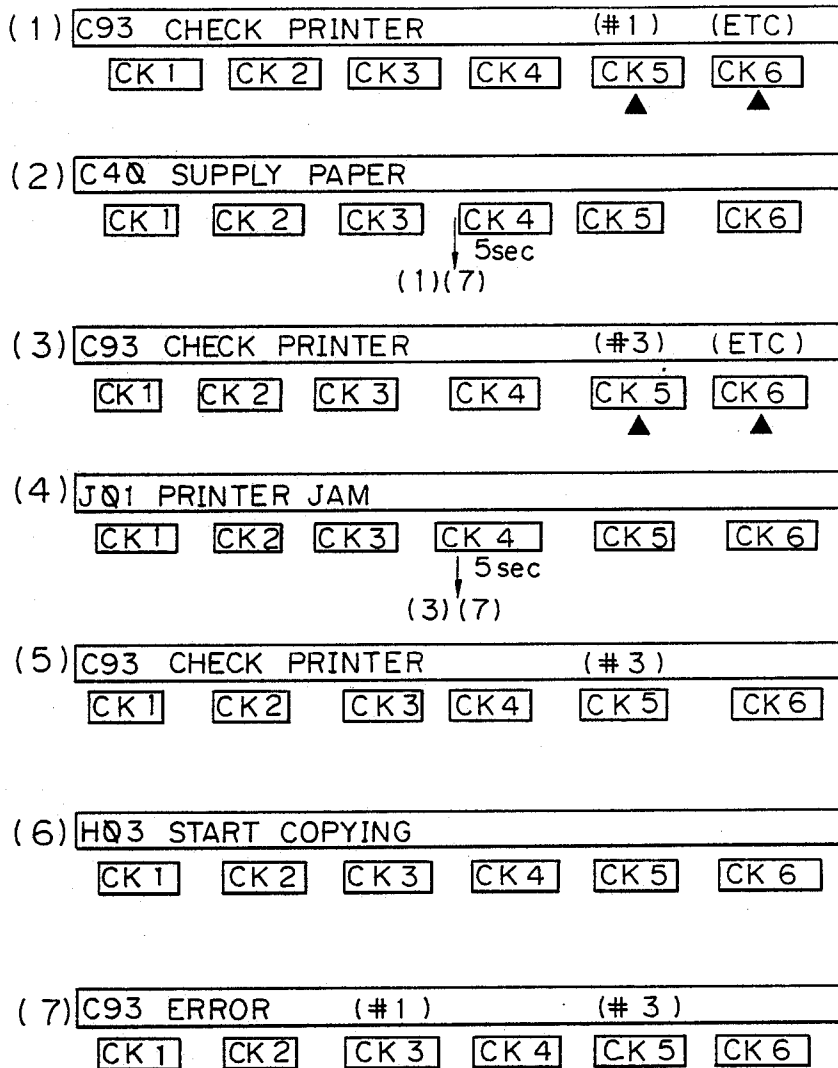 (1) C93 CHECK PRINTER (#1) (ETC)
CK1 CK2 CK3 CK4 CK5 CK6
(2) C40 SUPPLY PAPER
CK1 CK2 CK3 CK4 CK5 CK6
5sec
(1)(7)
(3) C93 CHECK PRINTER (#3) (ETC)
CK1 CK2 CK3 CK4 CK5 CK6
(4) J01 PRINTER JAM
CK1 CK2 CK3 CK4 CK5 CK6
5sec
(3)(7)
(5) C93 CHECK PRINTER (#3)
CK1 CK2 CK3 CK4 CK5 CK6
(6) H03 START COPYING
CK1 CK2 CK3 CK4 CK5 CK6
(7) C93 ERROR (#1) (#3)
CK1 CK2 CK3 CK4 CK5 CK6